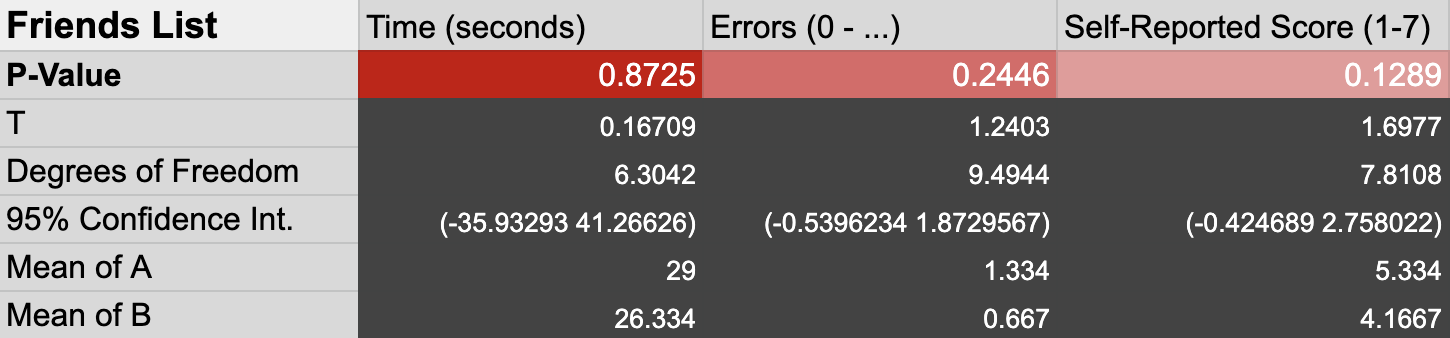 Friends List Time (seconds) Errors (0 - ...) Self-Reported Score (1-7)
P-Value 0.8725 0.2446 0.1289
T 0.16709 1.2403 1.6977
Degrees of Freedom 6.3042 9.4944 7.8108
95% Confidence Int. (-35.93293 41.26626) (-0.5396234 1.8729567) (-0.424689 2.758022)
Mean of A 29 1.334 5.334
Mean of B 26.334 0.667 4.1667